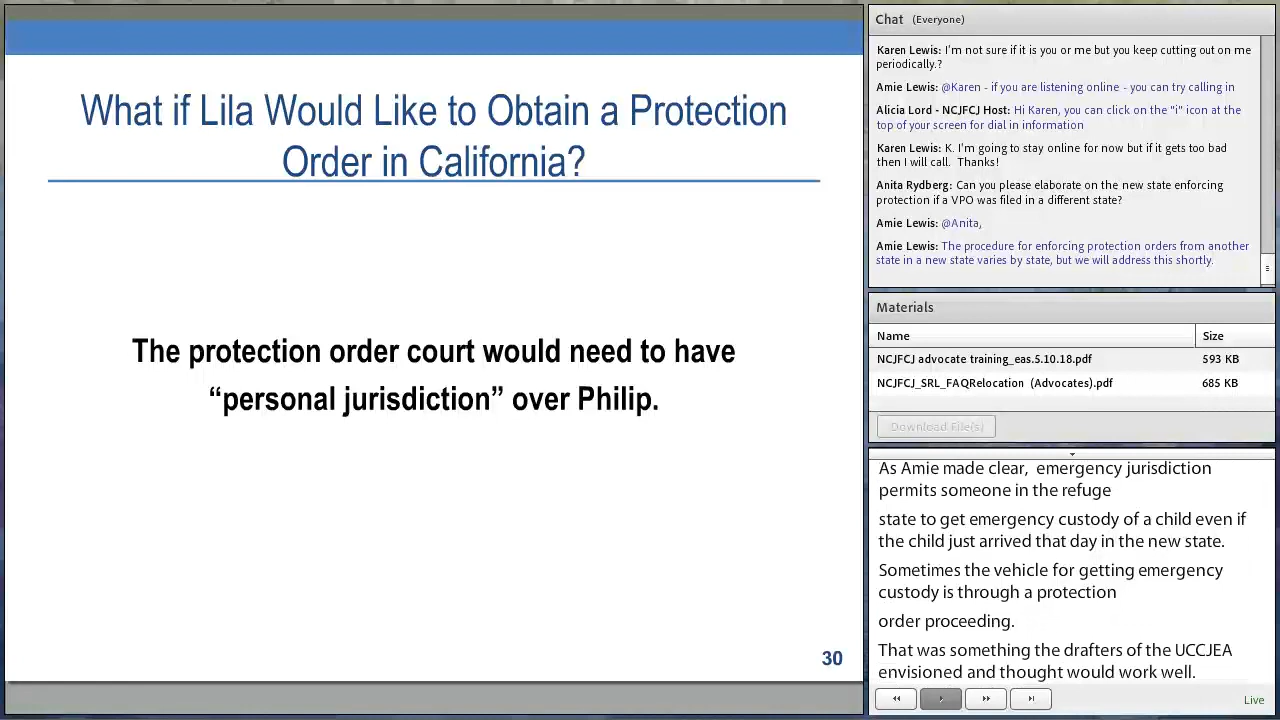 What if Lila Would Like to Obtain a Protection
Order in California?
The protection order court would need to have
“personal jurisdiction” over Philip.
30
Chat (Everyone)
Karen Lewis: I'm not sure if it is you or me but you keep cutting out on me
periodically.?
Amie Lewis: @Karen - if you are listening online - you can try calling in
Alicia Lord - NCJFCJ Host: Hi Karen, you can click on the "i" icon at the
top of your screen for dial in information
Karen Lewis: K. I'm going to stay online for now but if it gets too bad
then I will call. Thanks!
Anita Rydberg: Can you please elaborate on the new state enforcing
protection if a VPO was filed in a different state?
Amie Lewis: @Anita,
Amie Lewis: The procedure for enforcing protection orders from another
state in a new state varies by state, but we will address this shortly.
Materials
Name Size
NCJFCJ advocate training_eas.5.10.18.pdf 593 KB
NCJFCJ_SRL_FAQRelocation (Advocates).pdf 685 KB
Download File(s)
As Amie made clear, emergency jurisdiction
permits someone in the refuge
state to get emergency custody of a child even if
the child just arrived that day in the new state.
Sometimes the vehicle for getting emergency
custody is through a protection
order proceeding.
That was something the drafters of the UCCJEA
envisioned and thought would work well.
Live